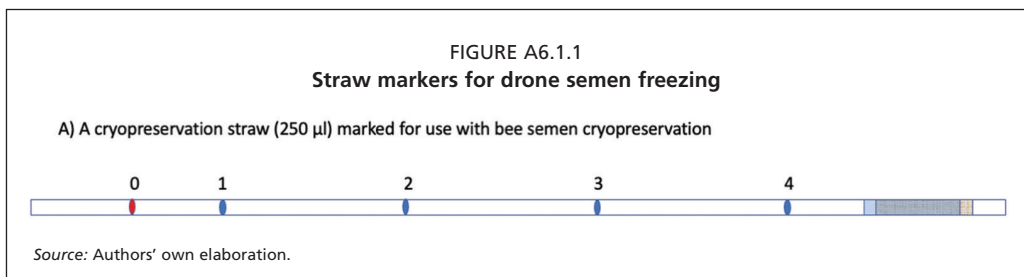 FIGURE A6.1.1
Straw markers for drone semen freezing
A) A cryopreservation straw (250 µl) marked for use with bee semen cryopreservation
0 1 2 3 4
Source: Authors' own elaboration.